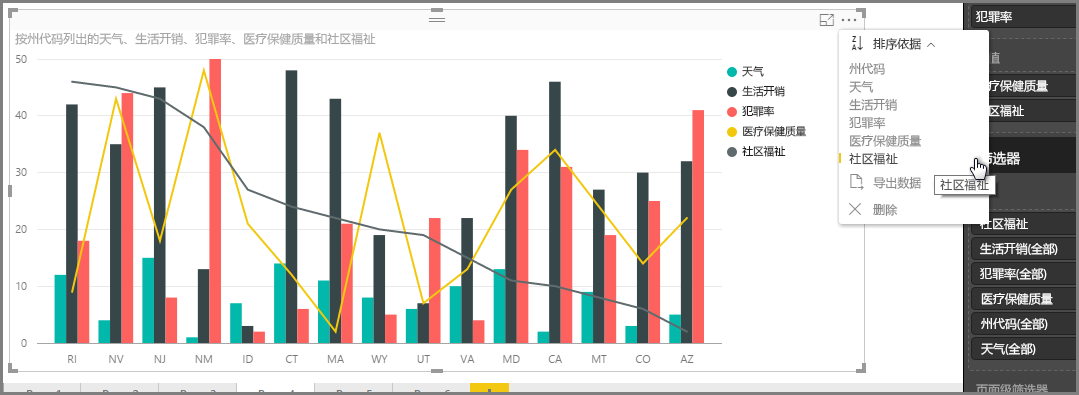 按州代码列出的天气、生活开销、犯罪率、医疗保健质量和社区福祉
50
40
30
20
10
0
RI NV NJ NM ID CT MA WY UT VA MD CA MT CO AZ
天气
生活开销
犯罪率
医疗保健质量
社区福祉
排序依据
州代码
天气
生活开销
犯罪率
医疗保健质量
社区福祉
导出数据
社区福祉
删除
犯罪率
值
疗保健质量
区福祉
筛选器
社区福祉
生活开销(全部)
犯罪率(全部)
医疗保健质量
州代码(全部)
天气(全部)
页面级筛选器